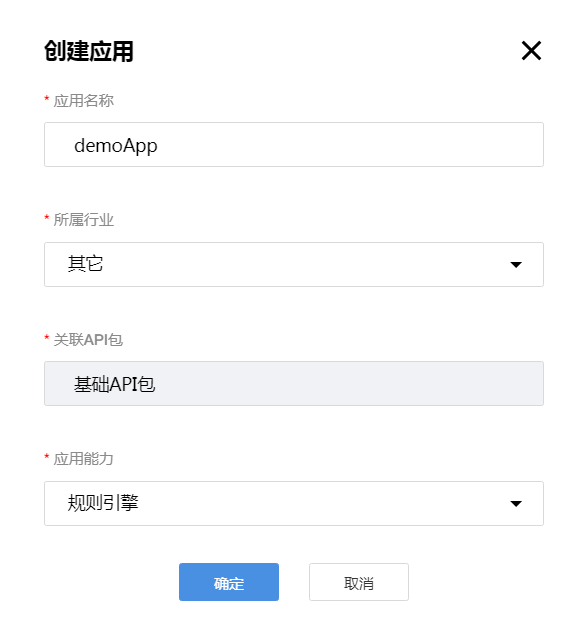 创建应用
* 应用名称
demoApp
* 所属行业
其它
* 关联API包
基础API包
* 应用能力
规则引擎
确定
取消